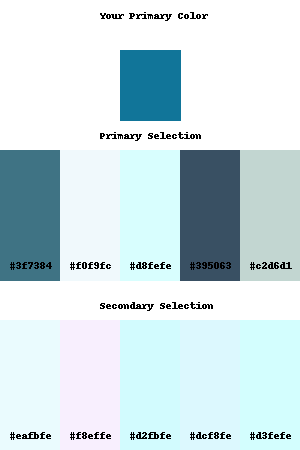 Your Primary Color
Primary Selection
#3f7384 #f0f9fc #d8fefe #395063 #c2d6d1
Secondary Selection
#eafbfe #f8effe #d2fbfe #dcf8fe #d3fefe